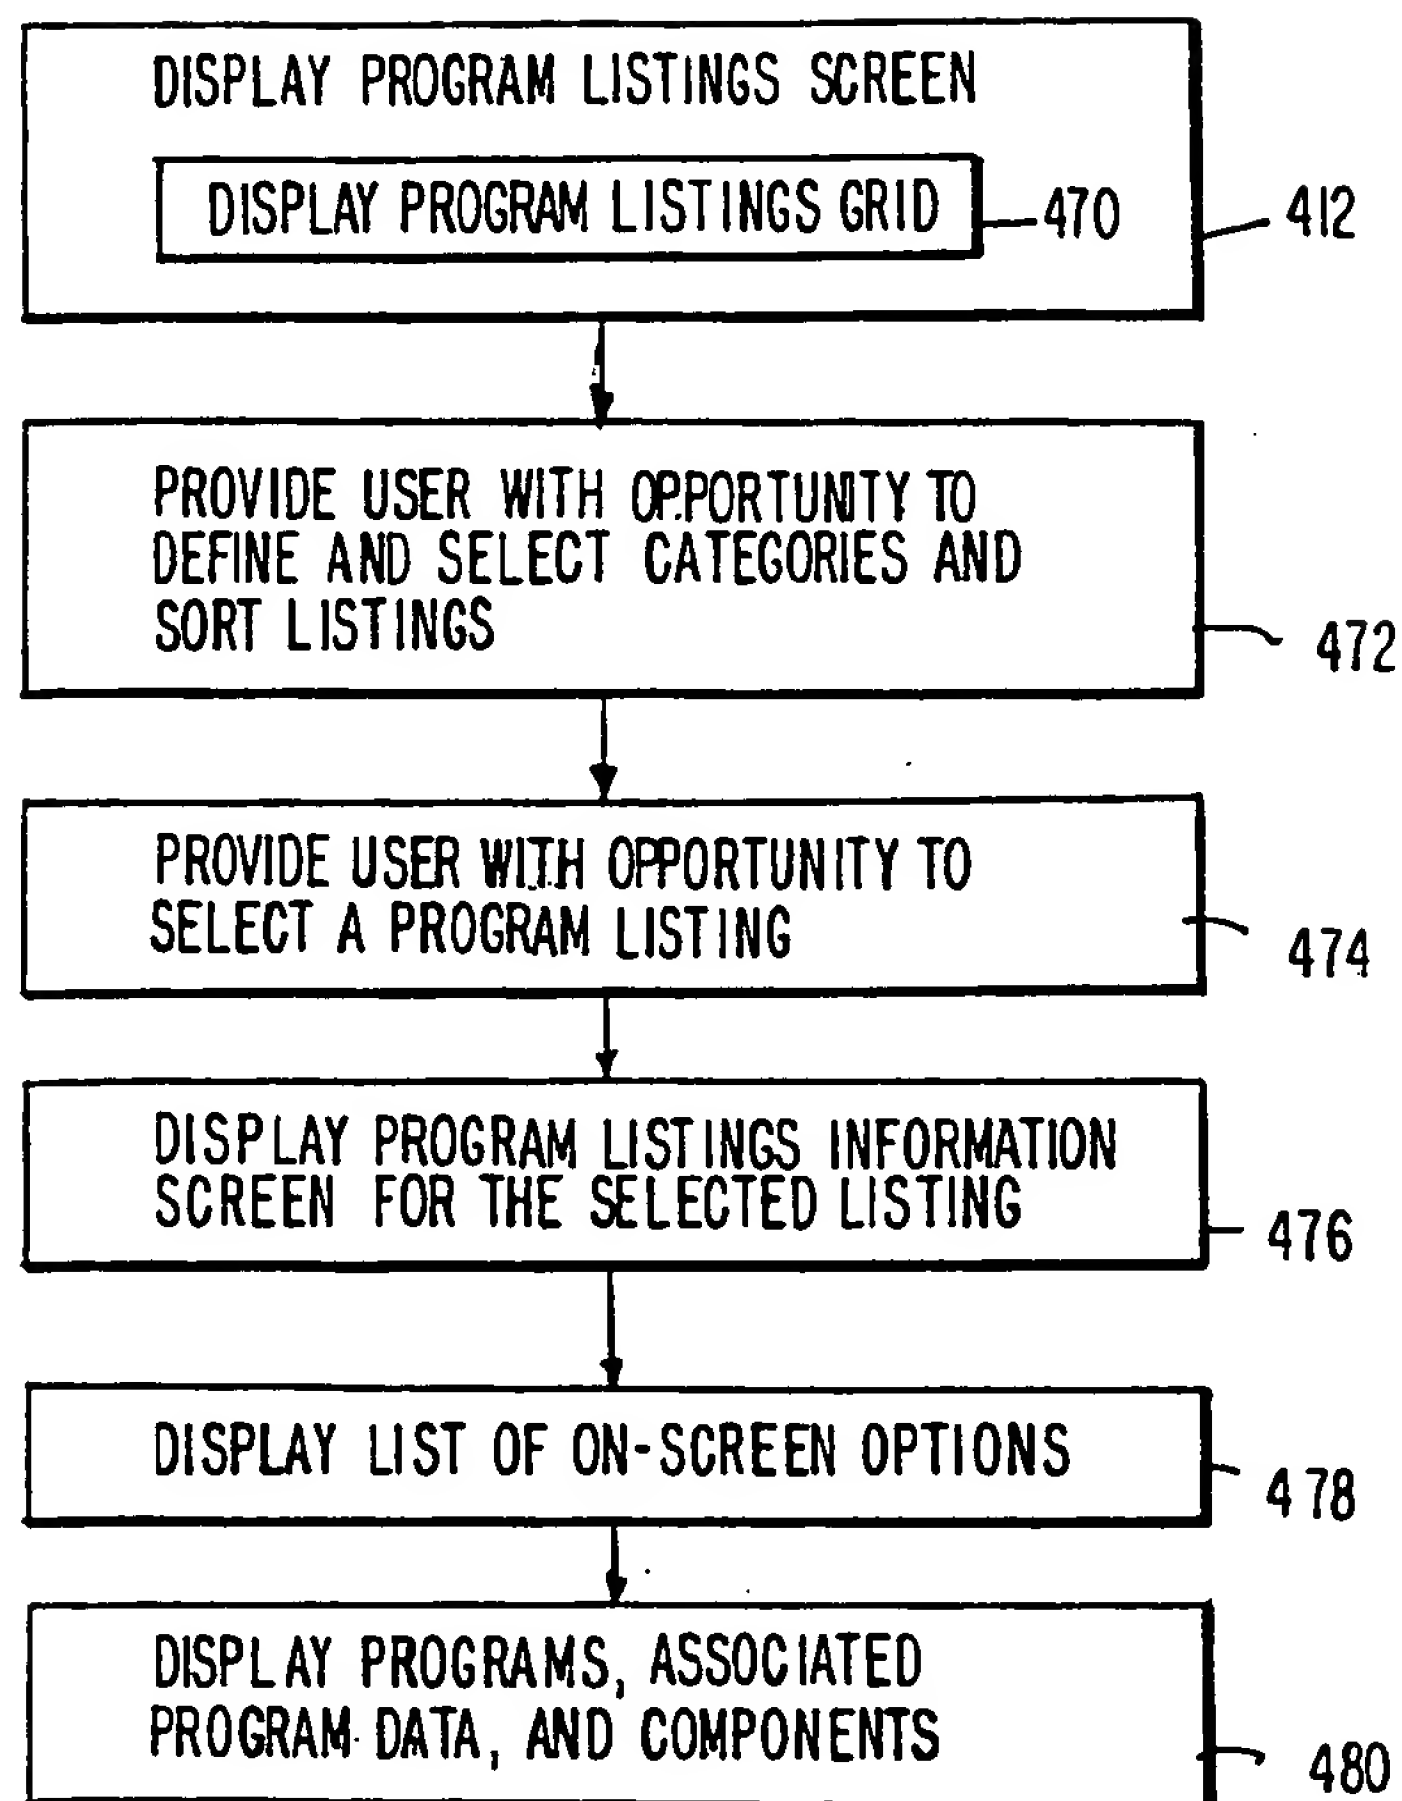 DISPLAY PROGRAM LISTINGS SCREEN
DISPLAY PROGRAM LISTINGS GRID
470
412
PROVIDE USER WITH OPPORTUNITY TO
DEFINE AND SELECT CATEGORIES AND
SORT LISTINGS
472
PROVIDE USER WITH OPPORTUNITY TO
SELECT A PROGRAM LISTING
474
DISPLAY PROGRAM LISTINGS INFORMATION
SCREEN FOR THE SELECTED LISTING
476
DISPLAY LIST OF ON-SCREEN OPTIONS
478
DISPLAY PROGRAMS, ASSOCIATED
PROGRAM DATA, AND COMPONENTS
480